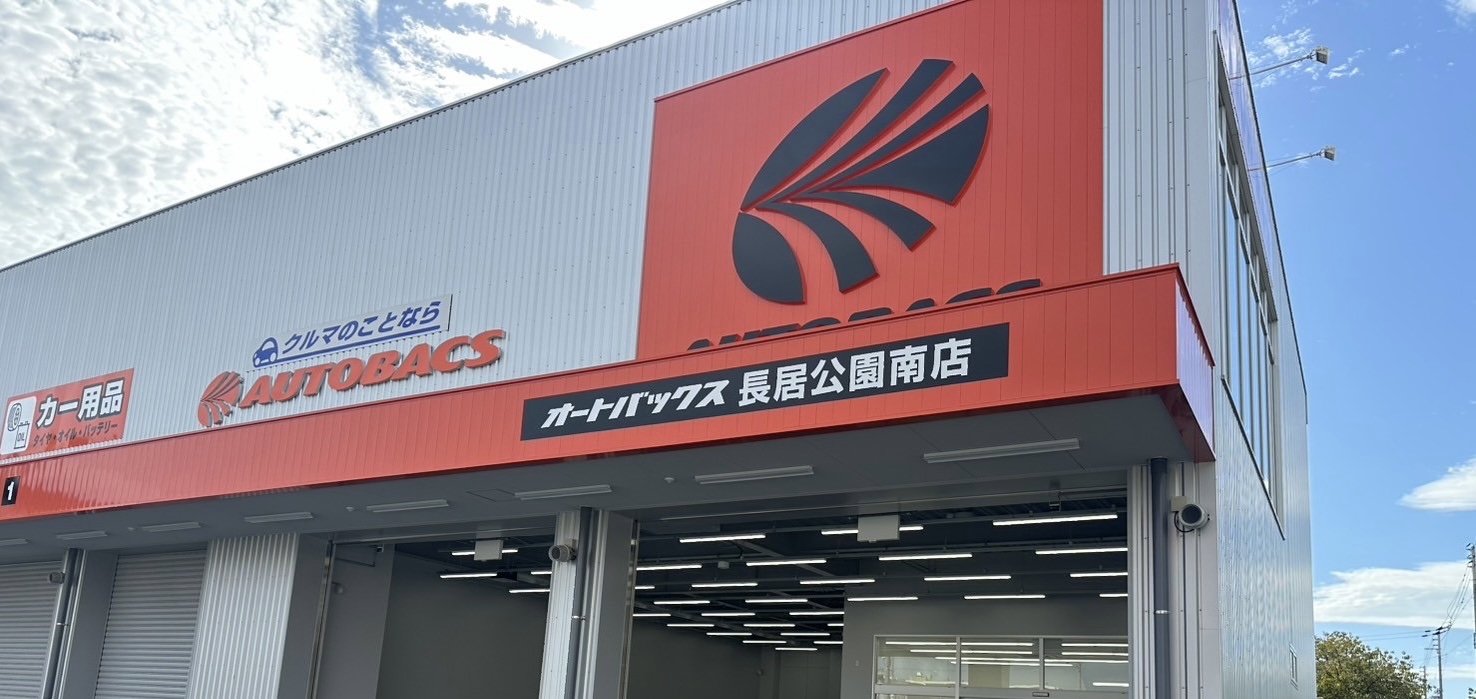 クルマのことなら
AUTOBACS
カー用品
タイヤ・オイル・バッテリー
OIL
1
AUTOBACS
オートバックス 長居公園南店